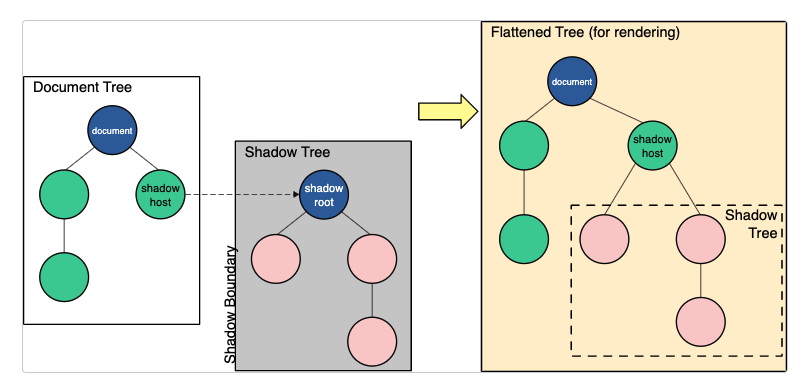 Document Tree
document
shadow
host
Shadow Tree
shadow
root
Shadow Boundary
Flattened Tree (for rendering)
document
shadow
host
Shadow
Tree